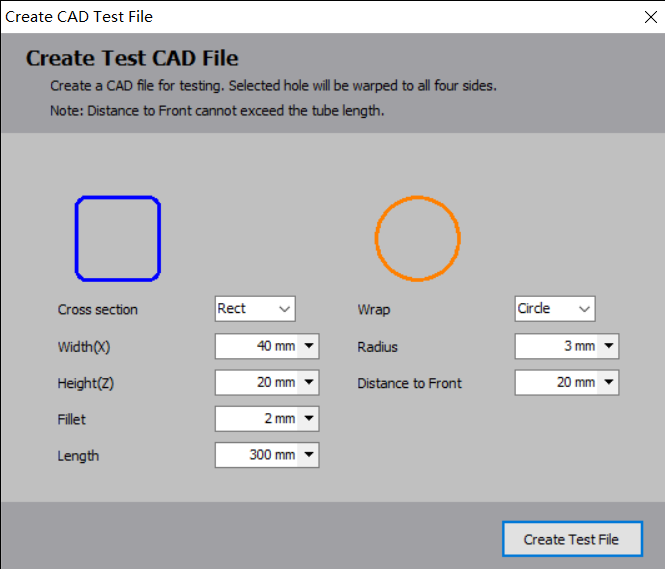 Create CAD Test File
Create Test CAD File
Create a CAD file for testing. Selected hole will be warped to all four sides.
Note: Distance to Front cannot exceed the tube length.
Cross section Rect Wrap Circle
Width(X) 40 mm Radius 3 mm
Height(Z) 20 mm Distance to Front 20 mm
Fillet 2 mm
Length 300 mm
Create Test File